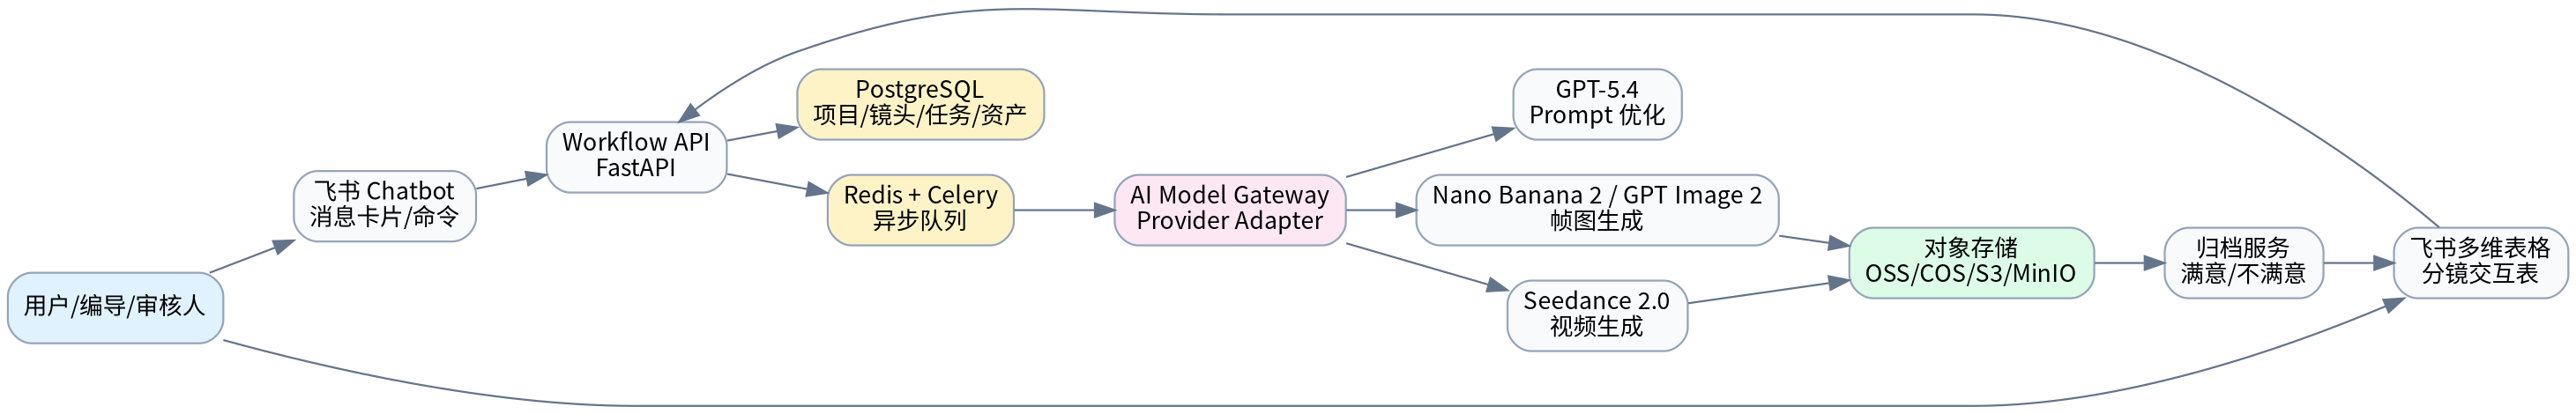 用户/编导/审核人
飞书 Chatbot
消息卡片/命令
Workflow API
FastAPI
PostgreSQL
项目/镜头/任务/资产
Redis + Celery
异步队列
AI Model Gateway
Provider Adapter
GPT-5.4
Prompt 优化
Nano Banana 2 / GPT Image 2
帧图生成
Seedance 2.0
视频生成
对象存储
OSS/COS/S3/MinIO
归档服务
满意/不满意
飞书多维表格
分镜交互表